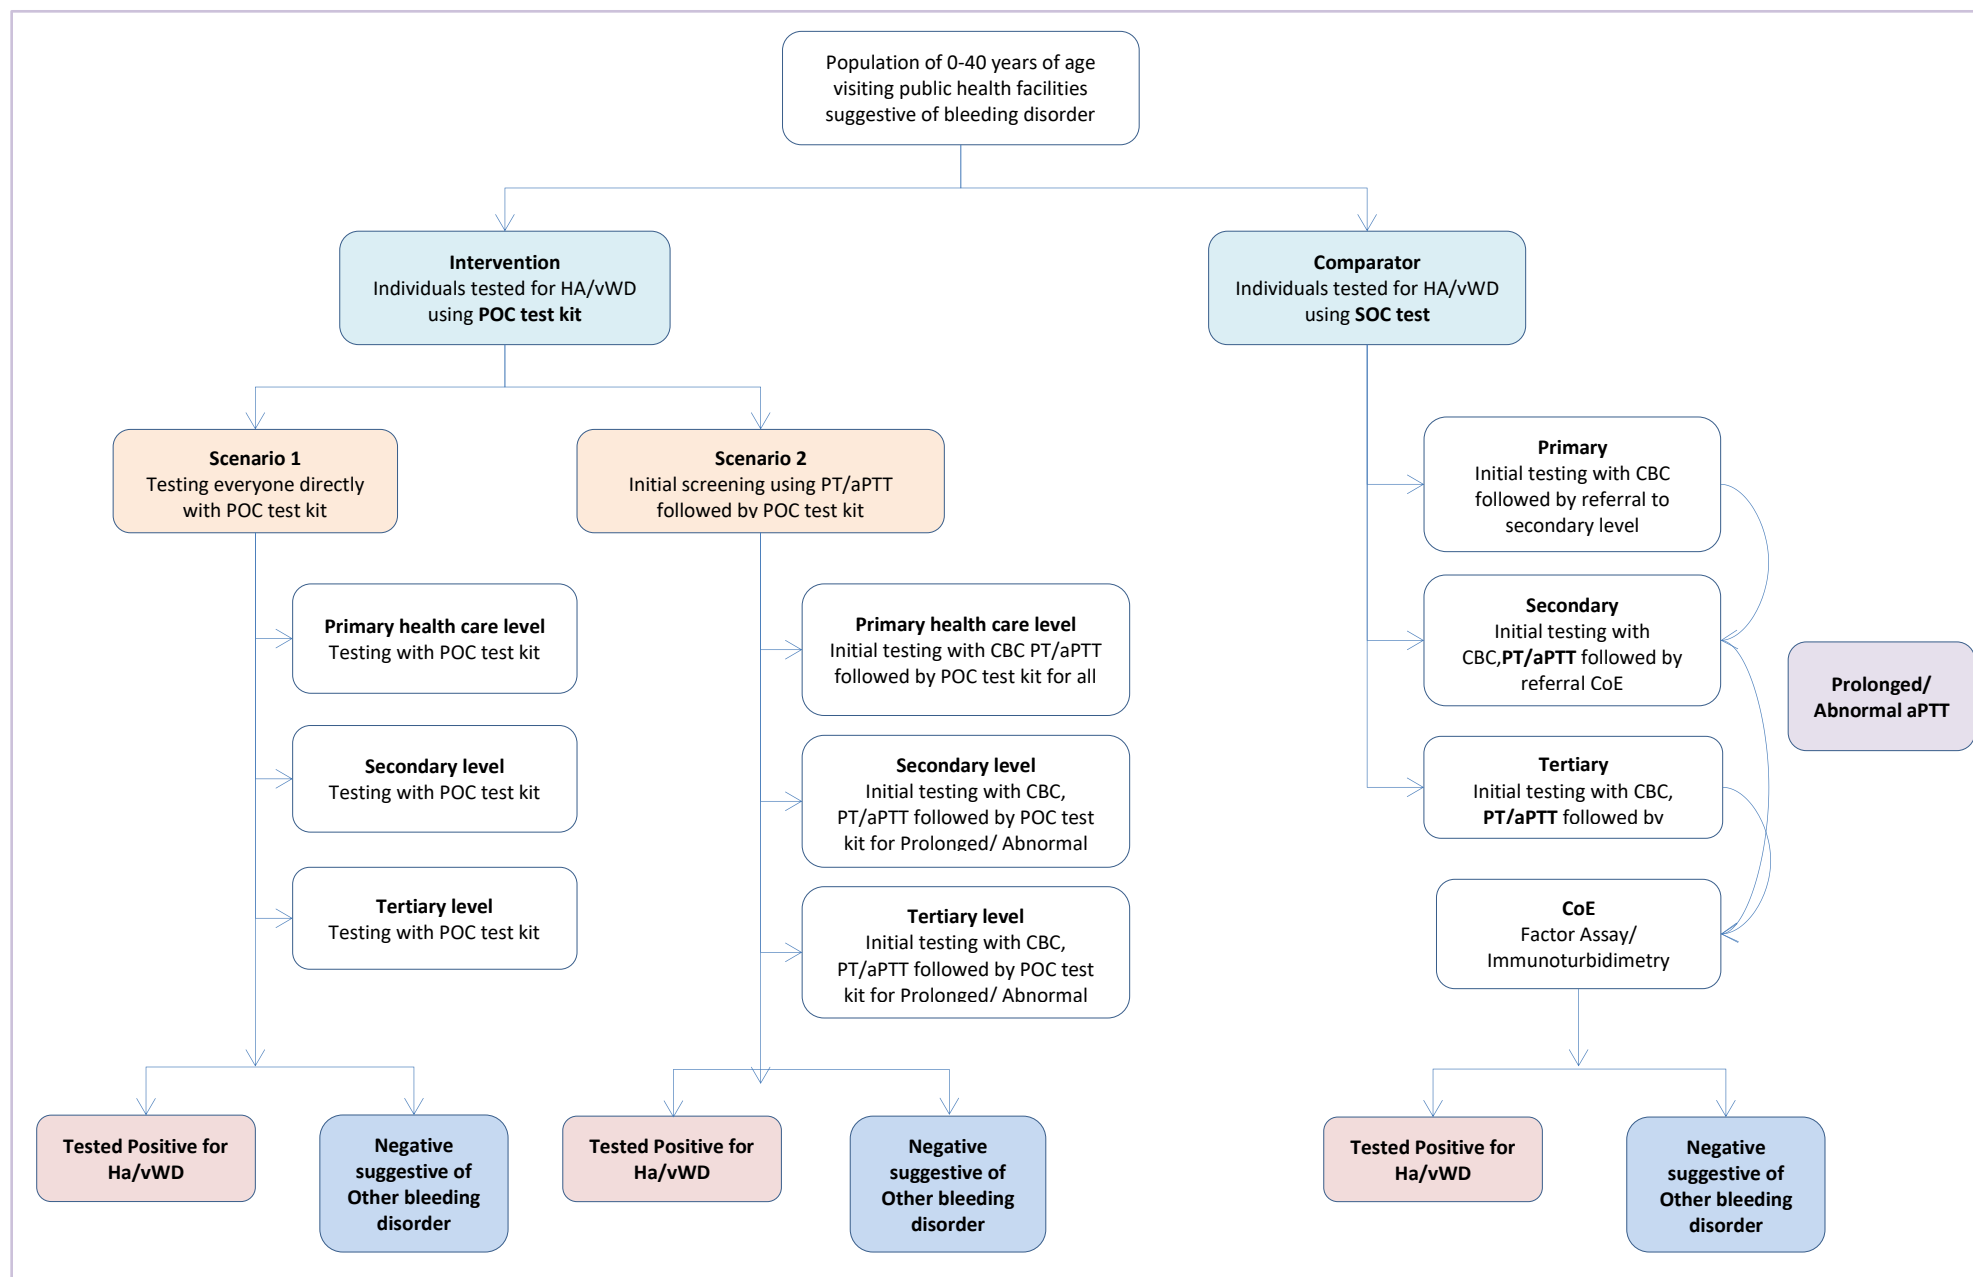 Population of 0-40 years of age
visiting public health facilities
suggestive of bleeding disorder
Intervention
Individuals tested for HA/vWD
using POC test kit
Comparator
Individuals tested for HA/vWD
using SOC test
Scenario 1
Testing everyone directly
with POC test kit
Scenario 2
Initial screening using PT/aPTT
followed by POC test kit
Primary health care level
Testing with POC test kit
Secondary level
Testing with POC test kit
Tertiary level
Testing with POC test kit
Primary health care level
Initial testing with CBC PT/aPTT
followed by POC test kit for all
Secondary level
Initial testing with CBC,
PT/aPTT followed by POC test
kit for Prolonged/ Abnormal
Tertiary level
Initial testing with CBC,
PT/aPTT followed by POC test
kit for Prolonged/ Abnormal
Primary
Initial testing with CBC
followed by referral to
secondary level
Secondary
Initial testing with
CBC,PT/aPTT followed by
referral CoE
Tertiary
Initial testing with CBC,
PT/aPTT followed by
CoE
Factor Assay/
Immunoturbidimetry
Prolonged/
Abnormal aPTT
Tested Positive for
Ha/vWD
Negative
suggestive of
Other bleeding
disorder
Tested Positive for
Ha/vWD
Negative
suggestive of
Other bleeding
disorder
Tested Positive for
Ha/vWD
Negative
suggestive of
Other bleeding
disorder